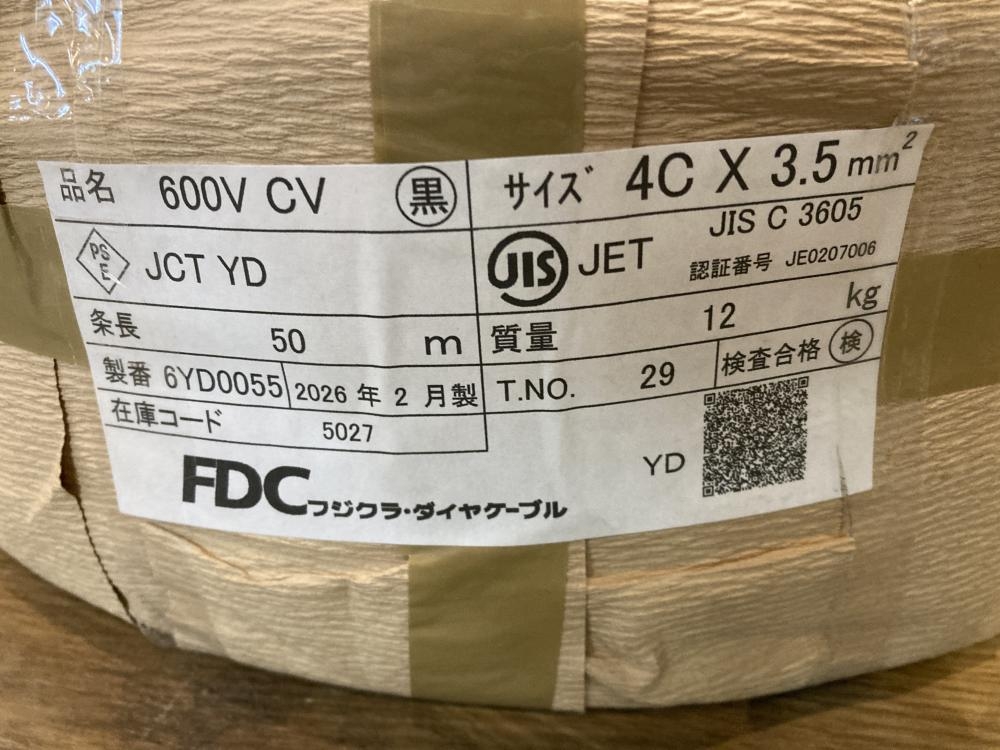 品名 600V CV 黒 サイズ 4C X 3.5 mm²
PSE JCT YD JIS JET JIS C 3605
認証番号 JE0207006
条長 50 m 質量 12 kg
製番 6YD0055 2026 年 2 月製 T.NO. 29 検査合格 検
在庫コード 5027
YD
FDC フジクラ・ダイヤケーブル